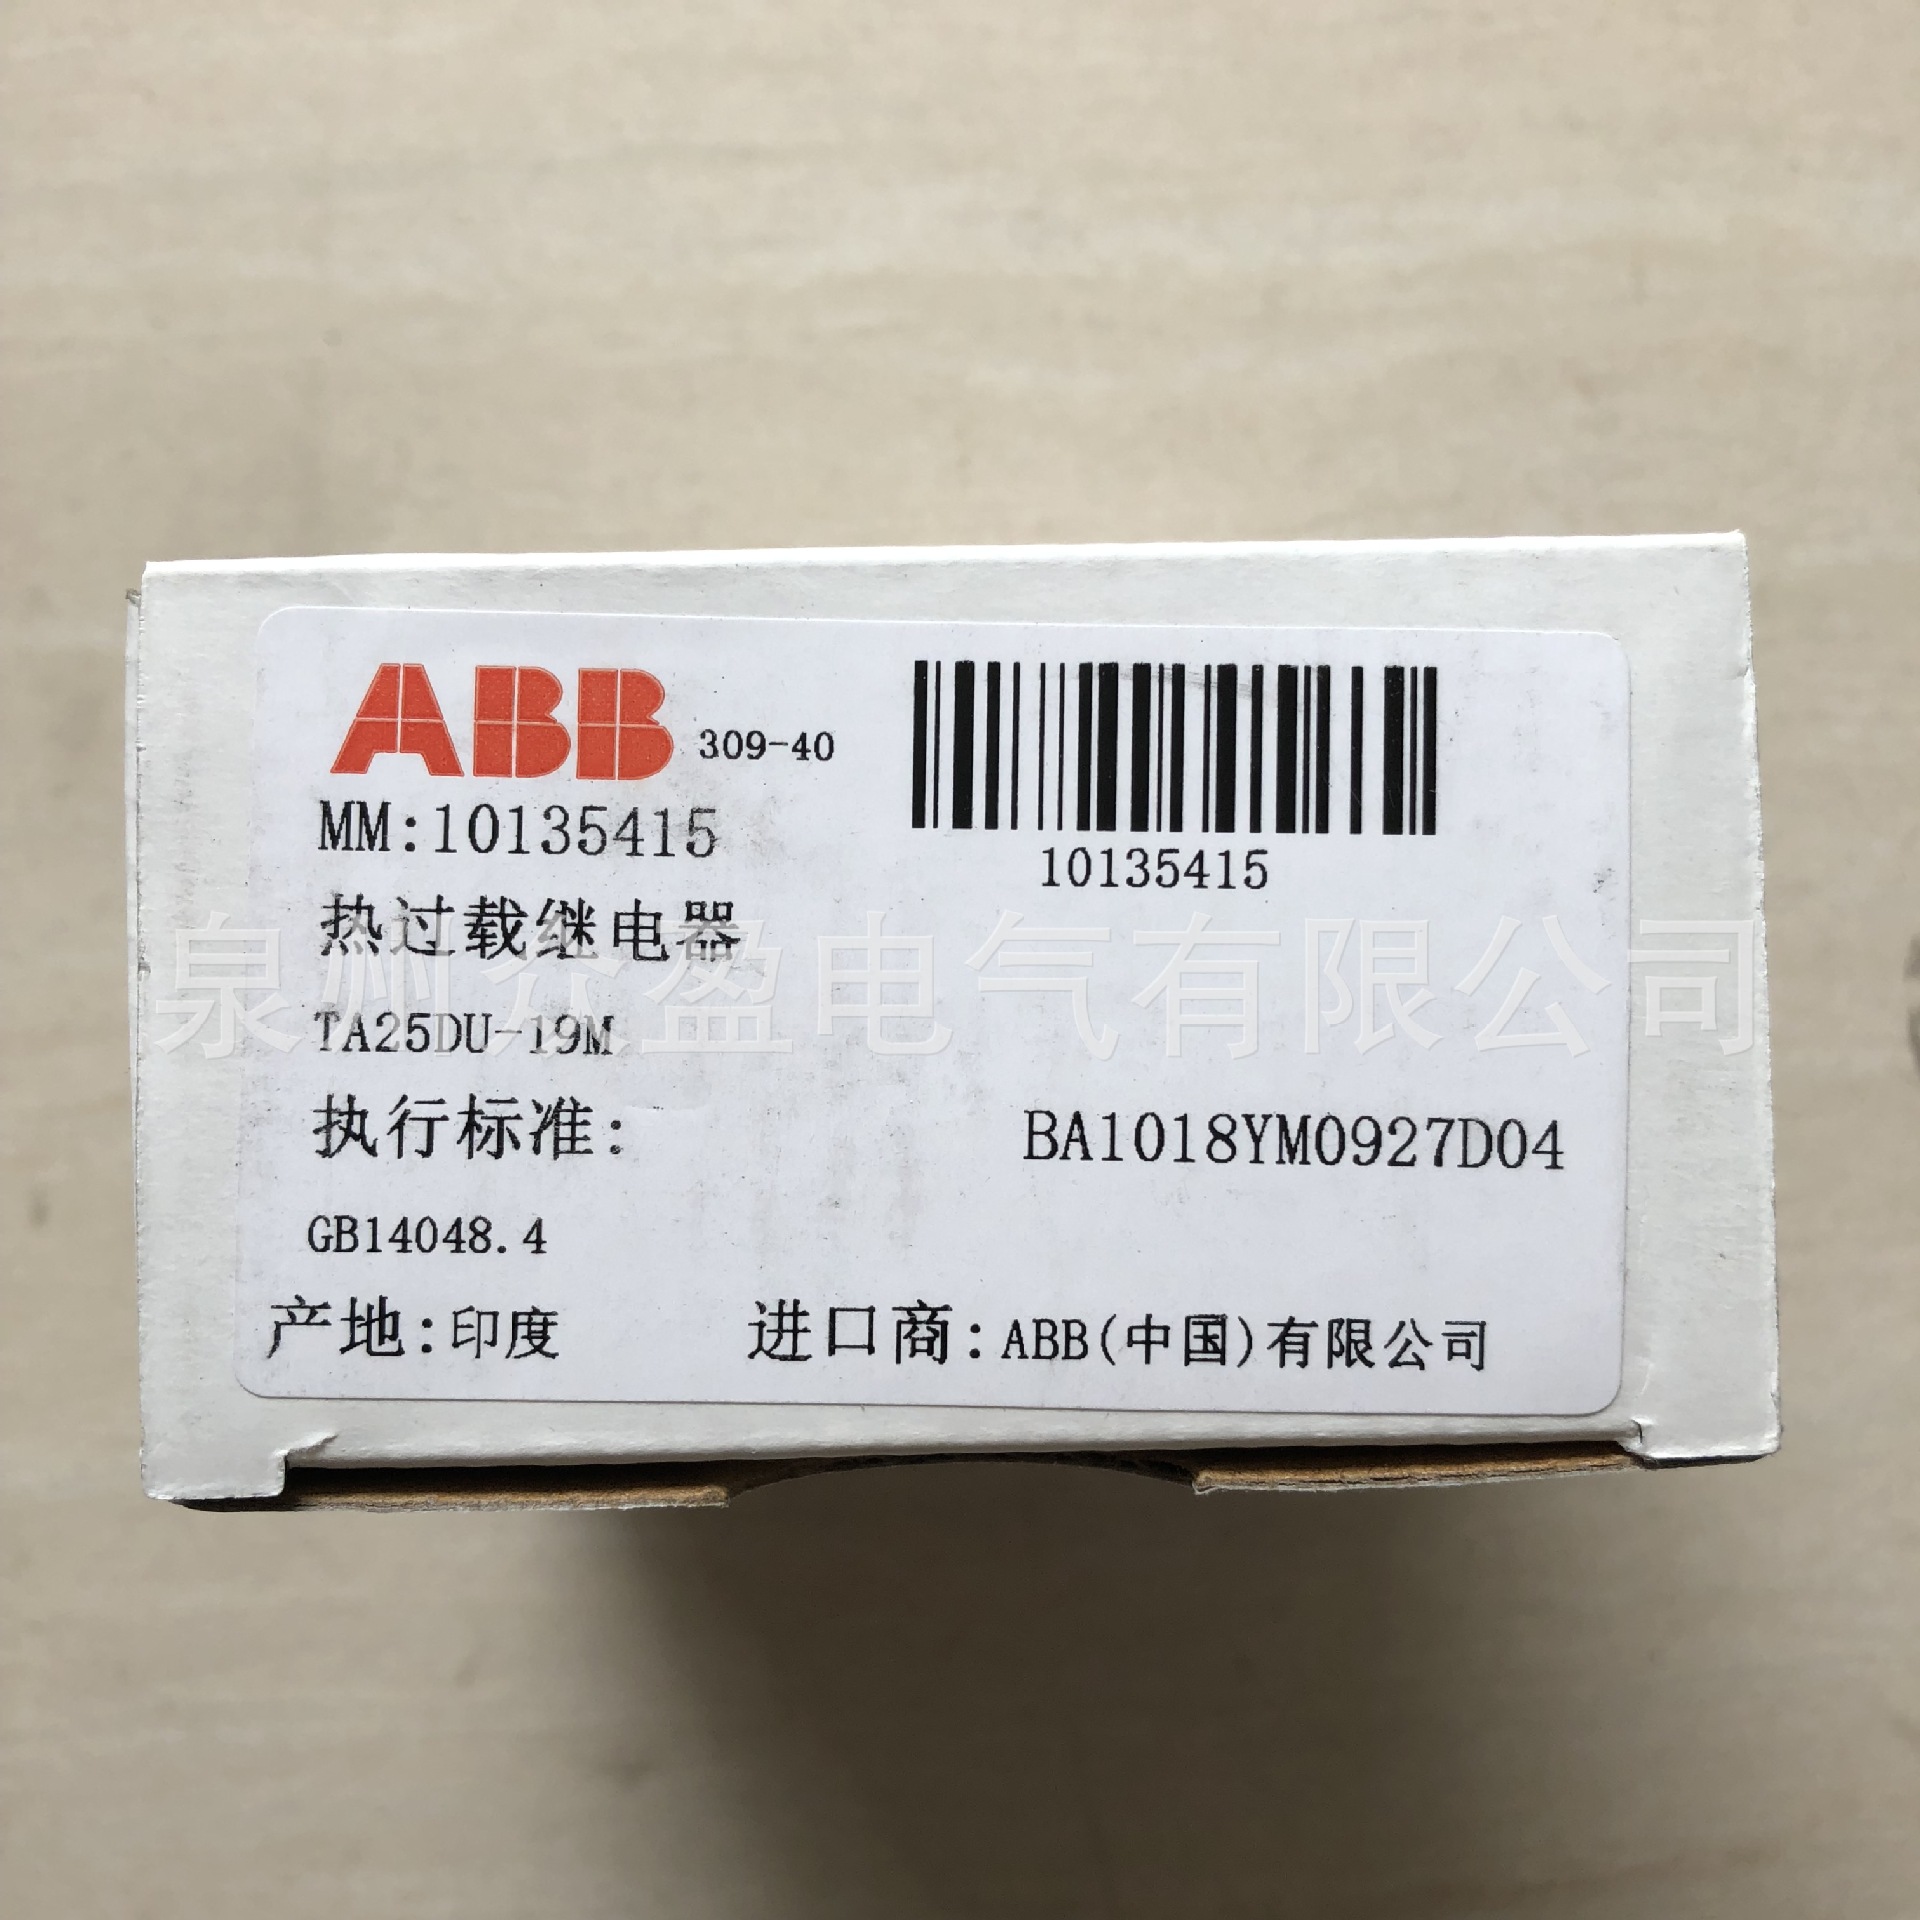 ABB 309-40
MM:10135415
10135415
热过载继电器
泉州众盈电气有限公司
TA25DU-19M
执行标准:
BA1018YM0927D04
GB14048.4
产地:印度
进口商:ABB(中国)有限公司